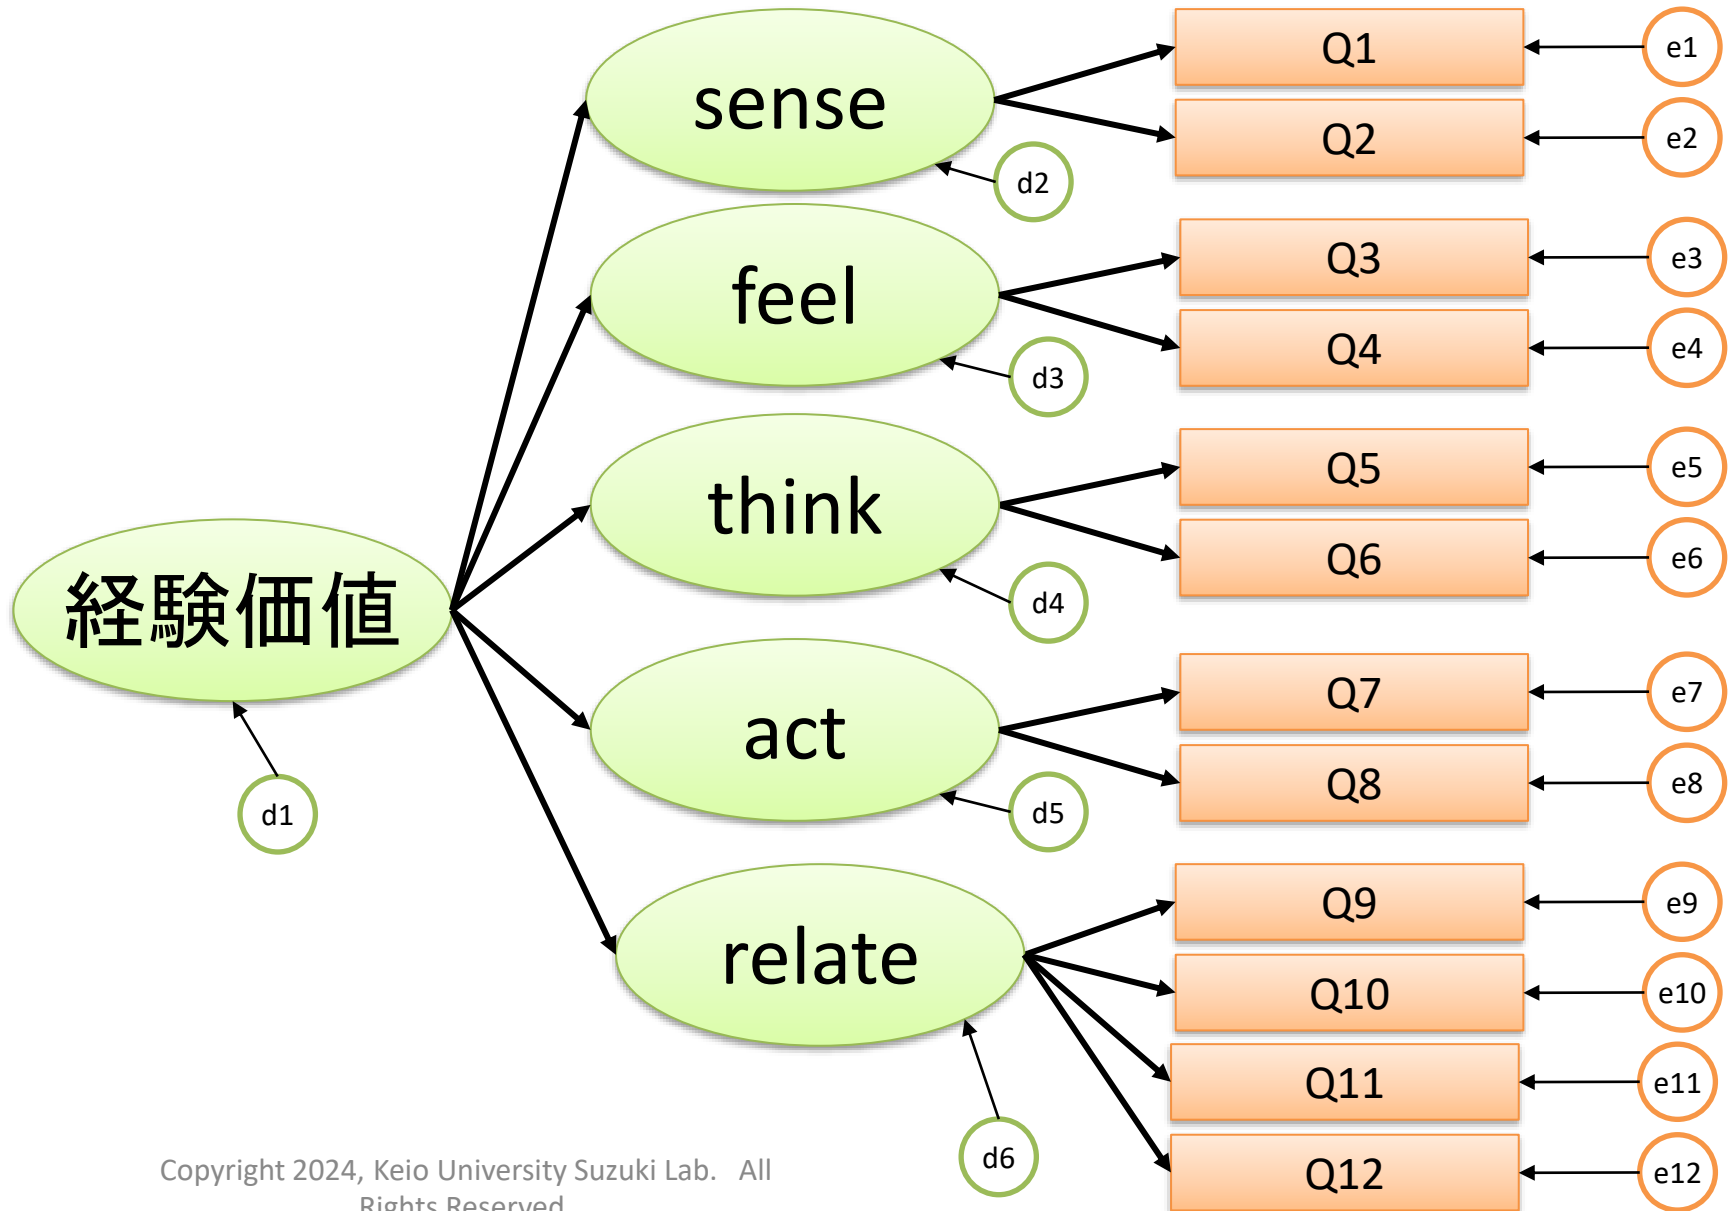 sense
Q1
e1
Q2
e2
d2
feel
Q3
e3
Q4
e4
d3
think
Q5
e5
Q6
e6
d4
経験価値
d1
act
Q7
e7
Q8
e8
d5
relate
Q9
e9
Q10
e10
Q11
e11
Q12
e12
d6
Copyright 2024, Keio University Suzuki Lab. All
Rights Reserved